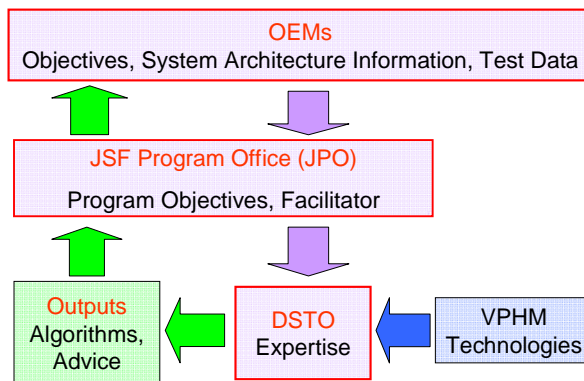 OEMs
Objectives, System Architecture Information, Test Data
JSF Program Office (JPO)
Program Objectives, Facilitator
Outputs
Algorithms,
Advice
DSTO
Expertise
VPHM
Technologies